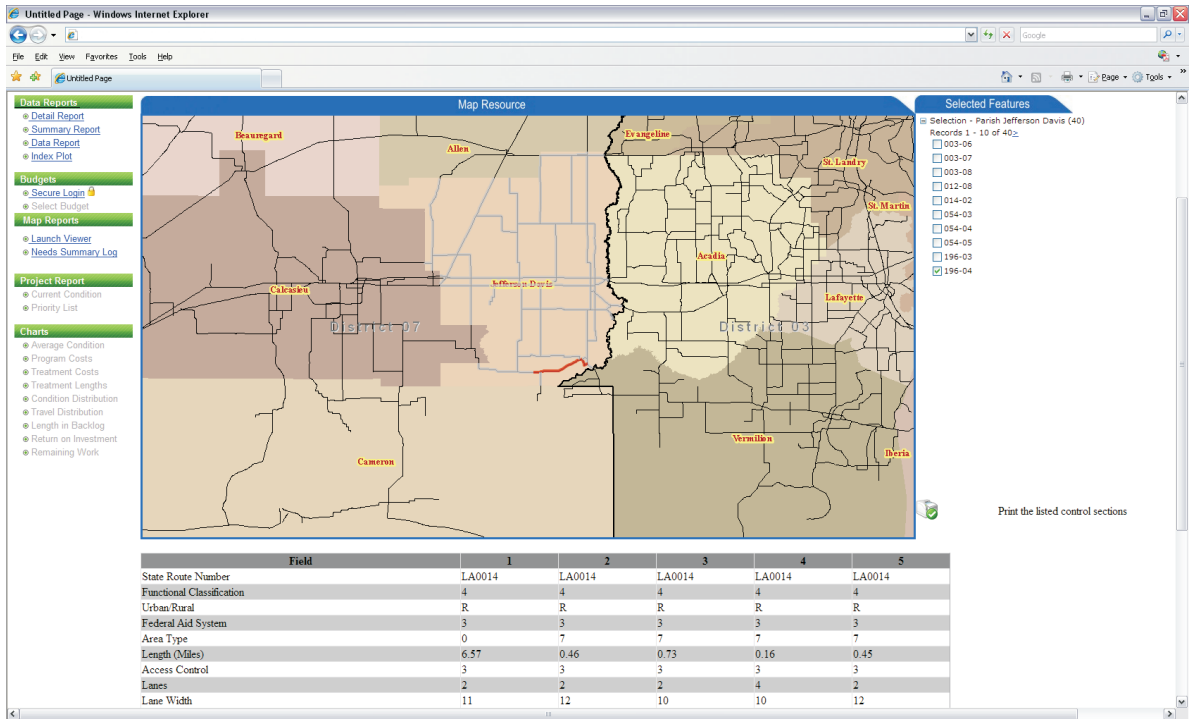 Untitled Page - Windows Internet Explorer
Google
File Edit View Favorites Tools Help
Untitled Page
Page Tools
Data Reports
Detail Report
Summary Report
Data Report
Index Plot
Budgets
Secure Login
Select Budget
Map Reports
Launch Viewer
Needs Summary Log
Project Report
Current Condition
Priority List
Charts
Average Condition
Program Costs
Treatment Costs
Treatment Lengths
Condition Distribution
Travel Distribution
Length in Backlog
Return on Investment
Remaining Work
Map Resource
Beauregard
Allen
Evangeline
St. Landry
St. Martin
Acadia
Jefferson Davis
Calcasieu
Lafayette
District 07
District 03
Vermilion
Iberia
Cameron
Selected Features
Selection - Parish Jefferson Davis (40)
Records 1 - 10 of 40>
003-06
003-07
003-08
012-08
014-02
054-03
054-04
054-05
196-03
196-04
Print the listed control sections
Field 1 2 3 4 5
State Route Number LA0014 LA0014 LA0014 LA0014 LA0014
Functional Classification 4 4 4 4 4
Urban/Rural R R R R R
Federal Aid System 3 3 3 3 3
Area Type 0 7 7 7 7
Length (Miles) 6.57 0.46 0.73 0.16 0.45
Access Control 3 3 3 3 3
Lanes 2 2 2 4 2
Lane Width 11 12 10 10 12